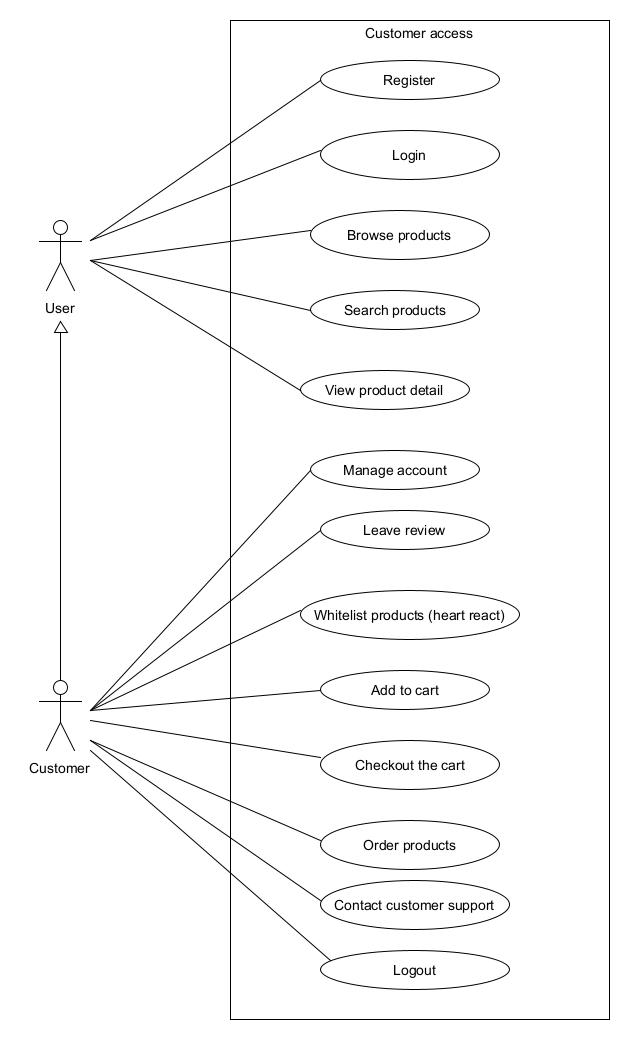 Customer access
Register
Login
Browse products
Search products
User
View product detail
Manage account
Leave review
Whitelist products (heart react)
Add to cart
Customer
Checkout the cart
Order products
Contact customer support
Logout